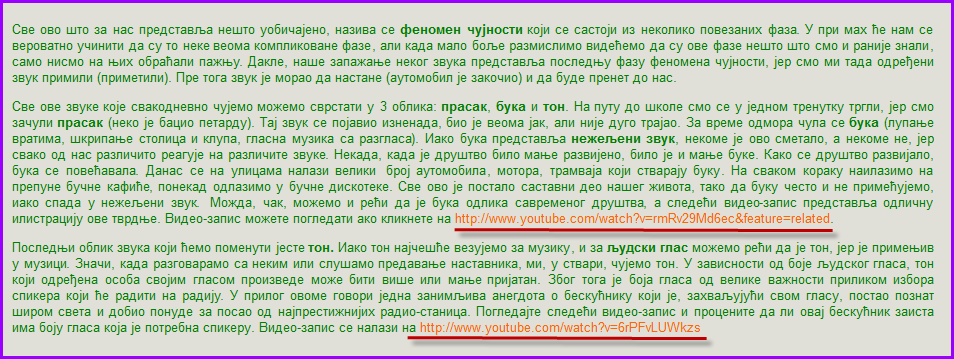 Све ово што за нас представља нешто уобичајено, назива се феномен чујности који се састоји из неколико повезаних фаза. У при мах ће нам се
вероватно учинити да су то неке веома компликоване фазе, али када мало боље размислимо видећемо да су ове фазе нешто што смо и раније знали,
само нисмо на њих обраћали пажњу. Дакле, наше запажање неког звука представља последњу фазу феномена чујности, јер смо ми тада одређени
звук примили (приметили). Пре тога звук је морао да настане (аутомобил је закочио) и да буде пренет до нас.
Све ове звуке које свакодневно чујемо можемо сврстати у 3 облика: прасак, бука и тон. На путу до школе смо се у једном тренутку тргли, јер смо
зачули прасак (неко је бацио петарду). Тај звук се појавио изненада, био је веома јак, али није дуго трајао. За време одмора чула се бука (лупање
вратима, шкрипање столица и клупа, гласна музика са разгласа). Иако бука представља нежељени звук, некоме је ово сметало, а некоме не, јер
свако од нас различито реагује на различите звуке. Некада, када је друштво било мање развијено, било је и мање буке. Како се друштво развијало,
бука се повећавала. Данас се на улицама налази велики број аутомобила, мотора, трамваја који стварају буку. На сваком кораку наилазимо на
препуне бучне кафиће, понекад одлазимо у бучне дискотеке. Све ово је постало саставни део нашег живота, тако да буку често и не примећујемо,
иако спада у нежељени звук. Можда, чак, можемо и рећи да је бука одлика савременог друштва, а следећи видео-запис представља одличну
илистрацију ове тврдње. Видео-запис можете погледати ако кликнете на http://www.youtube.com/watch?v=rmRv29Md6ec&feature=related.
Последњи облик звука који ћемо поменути јесте тон. Иако тон најчешће везујемо за музику, и за људски глас можемо рећи да је тон, јер је примењив
у музици. Значи, када разговарамо са неким или слушамо предавање наставника, ми, у ствари, чујемо тон. У зависности од боје људског гласа, тон
који одређена особа својим гласом произведе може бити више или мање пријатан. Због тога је боја гласа од велике важности приликом избора
спикера који ће радити на радију. У прилог овоме говори једна занимљива анегдота о бескућнику који је, захваљујући свом гласу, постао познат
широм света и добио понуде за посао од најпрестижнијих радио-станица. Погледајте следећи видео-запис и процените да ли овај бескућник заиста
има боју гласа која је потребна спикеру. Видео-запис се налази на http://www.youtube.com/watch?v=6rPFvLUWkzs